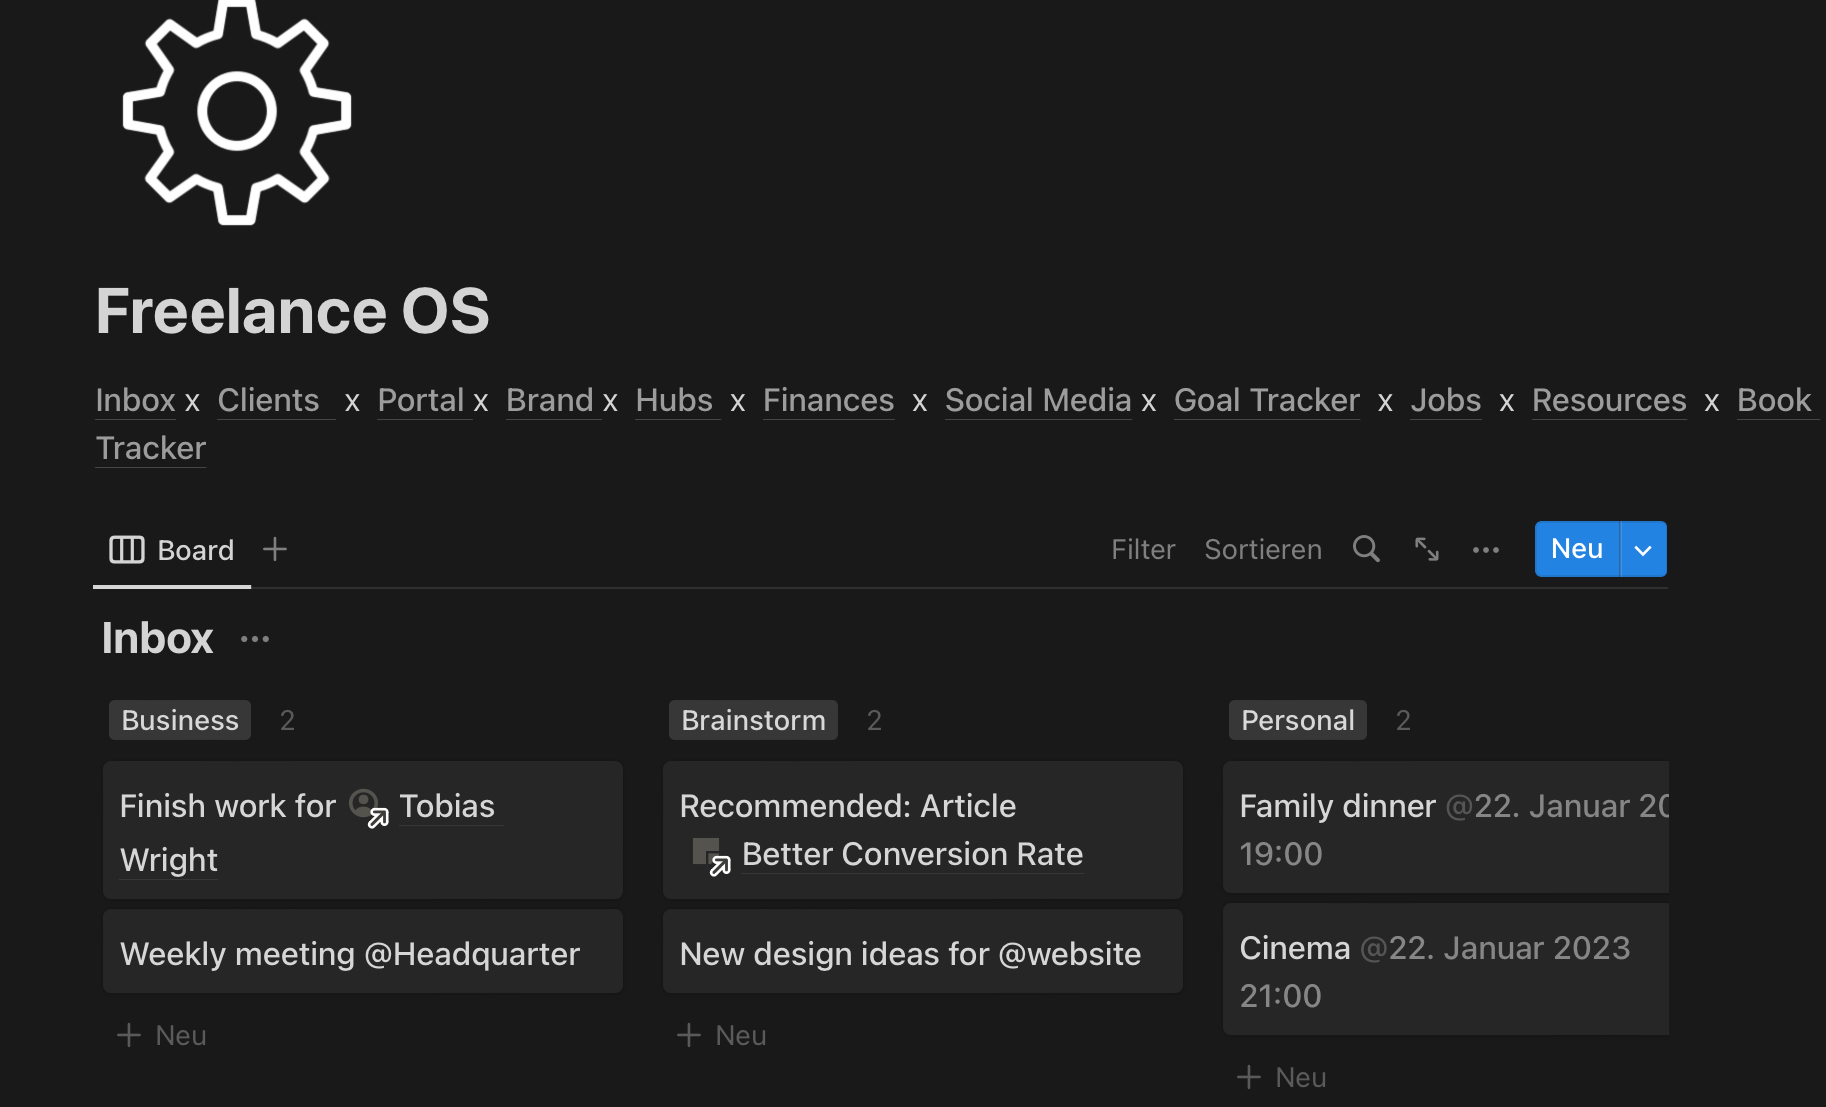 Freelance OS
Inbox x Clients x Portal x Brand x Hubs x Finances x Social Media x Goal Tracker x Jobs x Resources x Book
Tracker
Board
Filter Sortieren Neu
Inbox
Business 2
Finish work for Tobias
Wright
Weekly meeting @Headquarter
Neu
Brainstorm 2
Recommended: Article
Better Conversion Rate
New design ideas for @website
Neu
Personal 2
Family dinner @22. Januar
19:00
Cinema @22. Januar 2023
21:00
Neu